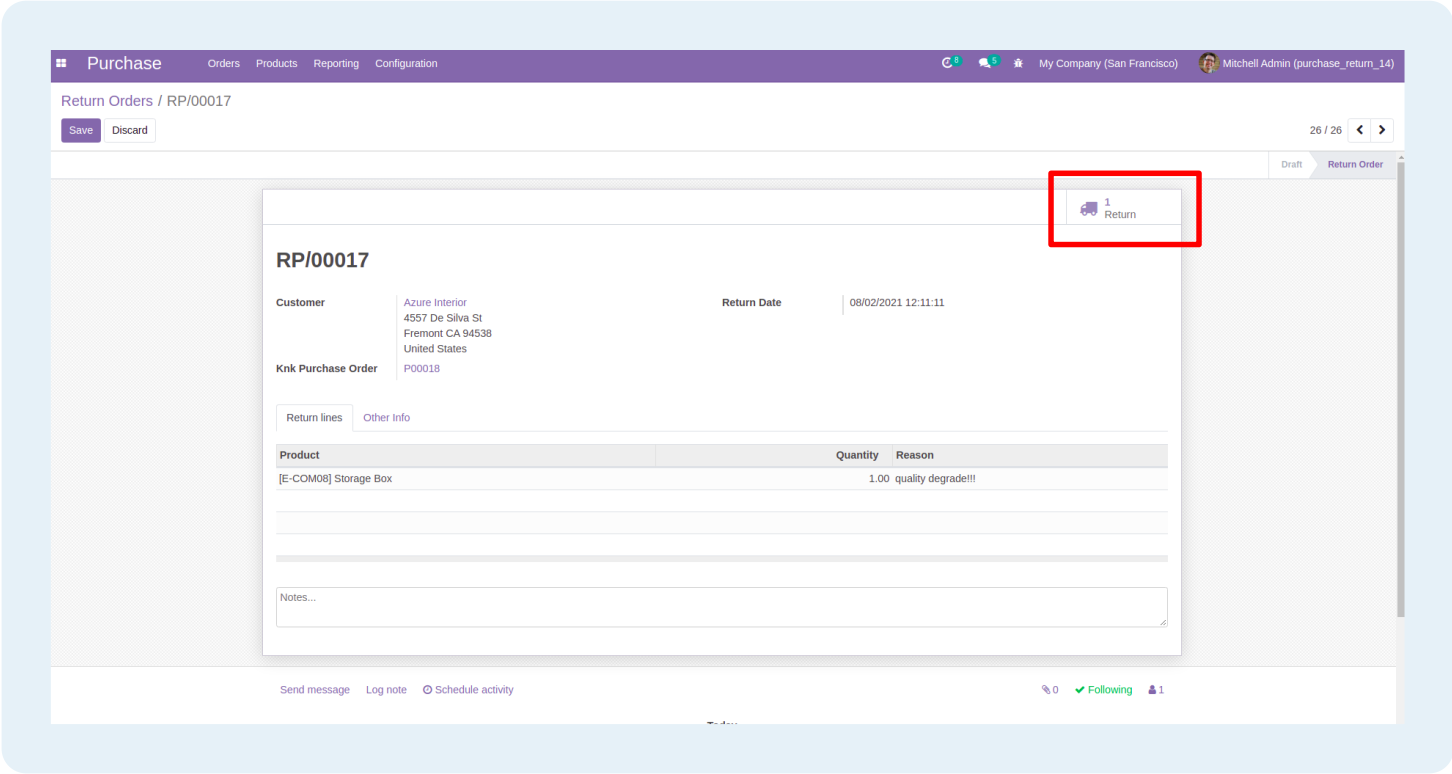 Purchase Orders Products Reporting Configuration 8 5 My Company (San Francisco) Mitchell Admin (purchase_return_14)
Return Orders / RP/00017
Save Discard 26 / 26
Draft Return Order
1
Return
RP/00017
Customer Azure Interior Return Date 08/02/2021 12:11:11
4557 De Silva St
Fremont CA 94538
United States
Knk Purchase Order P00018
Return lines Other Info
Product Quantity Reason
[E-COM08] Storage Box 1.00 quality degrade!!!
Notes...
Send message Log note Schedule activity 0 Following 1
Today